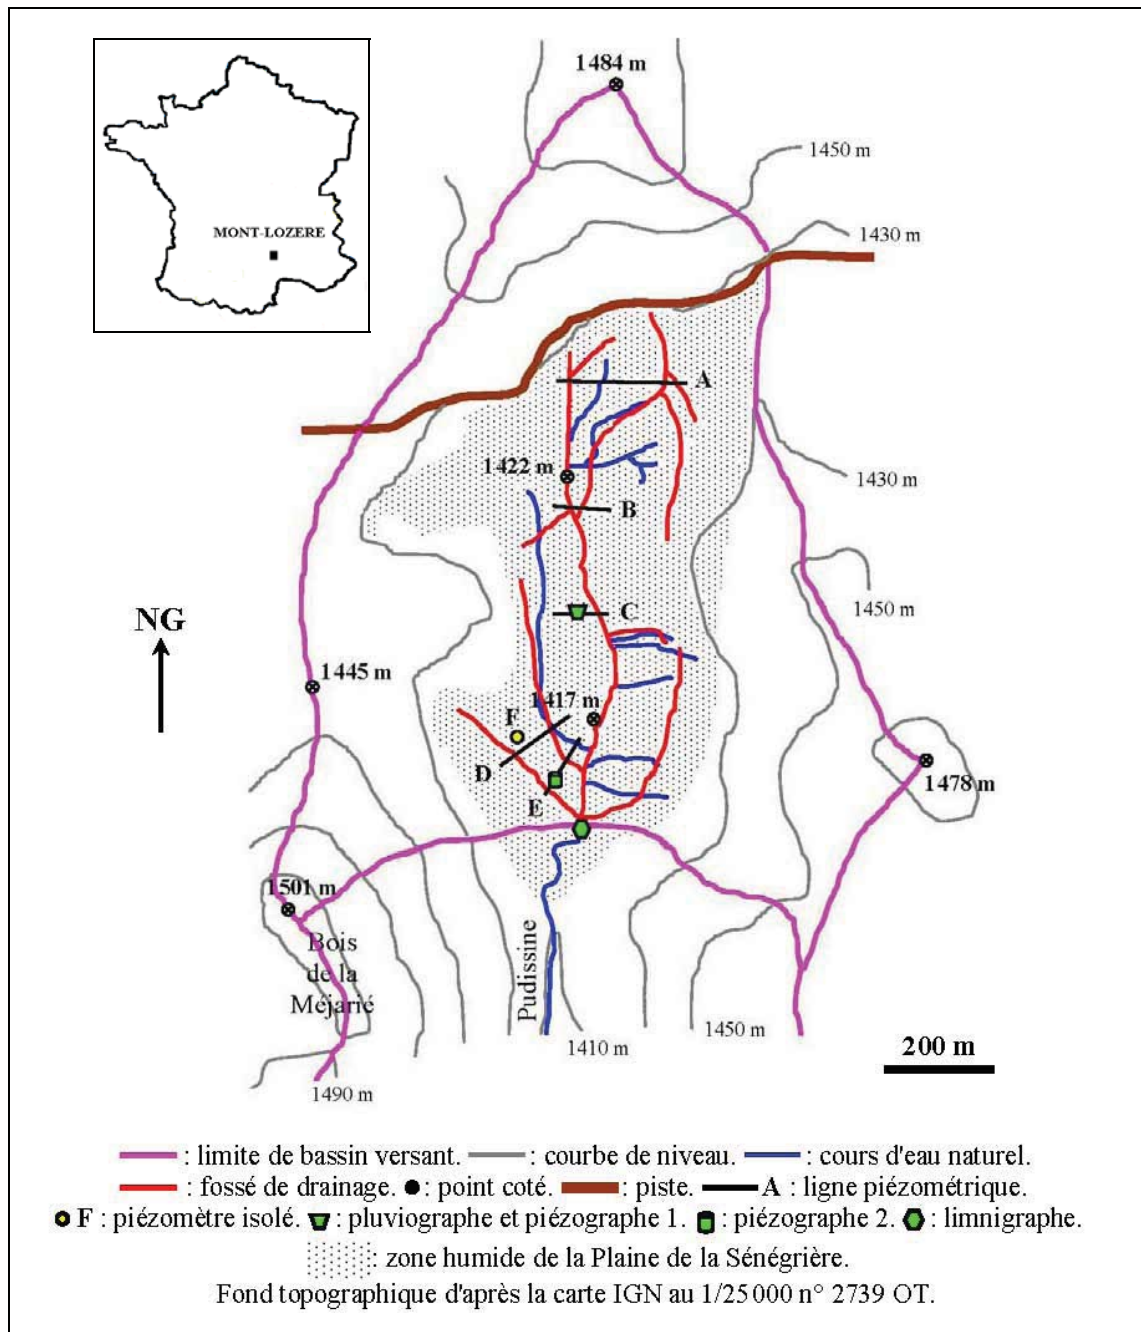 1484 m
1450 m
MONT-LOZERE
1430 m
A
1422 m
1430 m
B
NG
C
1450 m
1445 m
1417 m
F
D
E
1478 m
1501 m
Bois
de la
Méjarié
Pudissine
200 m
1450 m
1410 m
1490 m
: limite de bassin versant. : courbe de niveau. : cours d'eau naturel.
: fossé de drainage. : point coté. : piste. A : ligne piézométrique.
F : piézomètre isolé. : pluviographe et piézographe 1. : piézographe 2. : limnigraphe.
: zone humide de la Plaine de la Sénégrière.
Fond topographique d'après la carte IGN au 1/25000 n° 2739 OT.